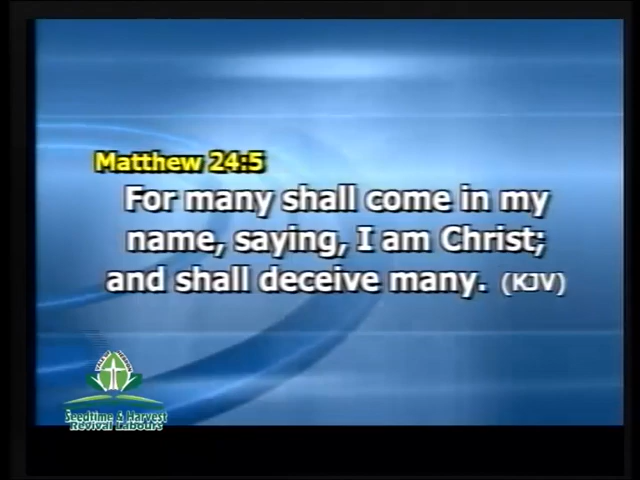 Matthew 24:5
For many shall come in my
name, saying, I am Christ;
and shall deceive many. (KJV)
Seedtime & Harvest
Revival Labours